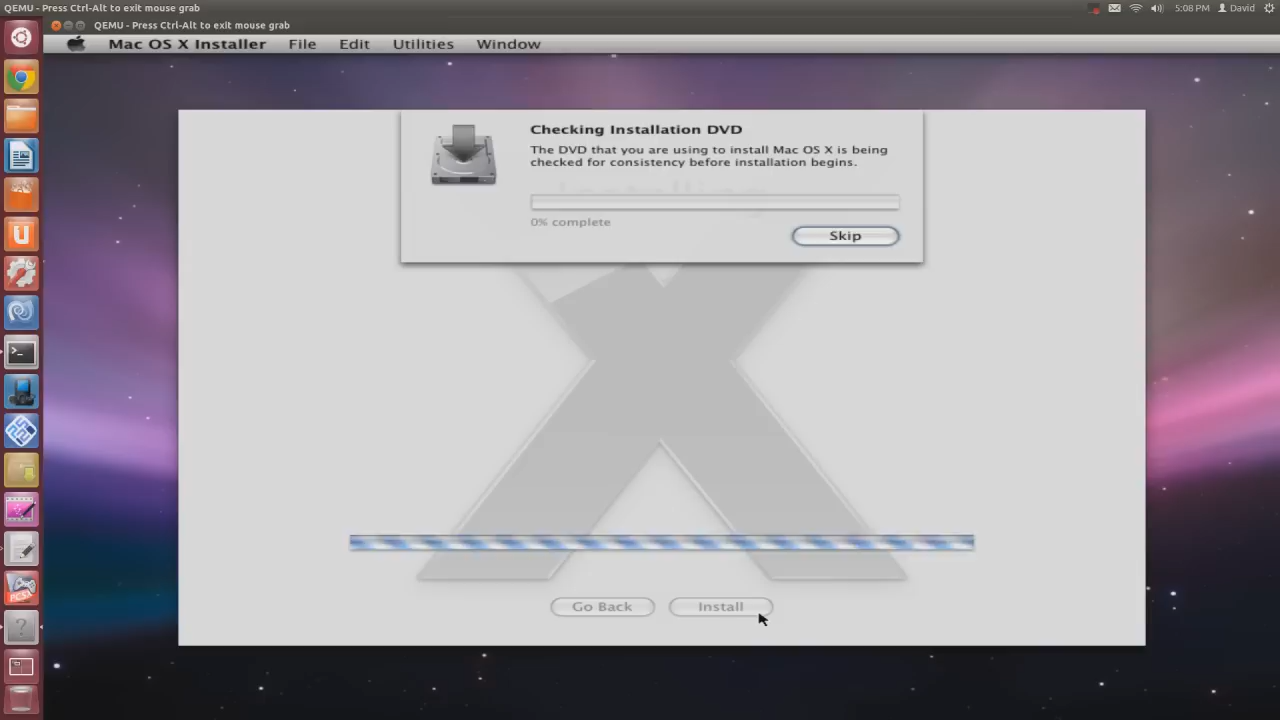 QEMU - Press Ctrl-Alt to exit mouse grab
5:08 PM David
QEMU - Press Ctrl-Alt to exit mouse grab
Mac OS X Installer File Edit Utilities Window
Checking Installation DVD
The DVD that you are using to install Mac OS X is being
checked for consistency before installation begins.
Installing
0% complete
Skip
Go Back Install